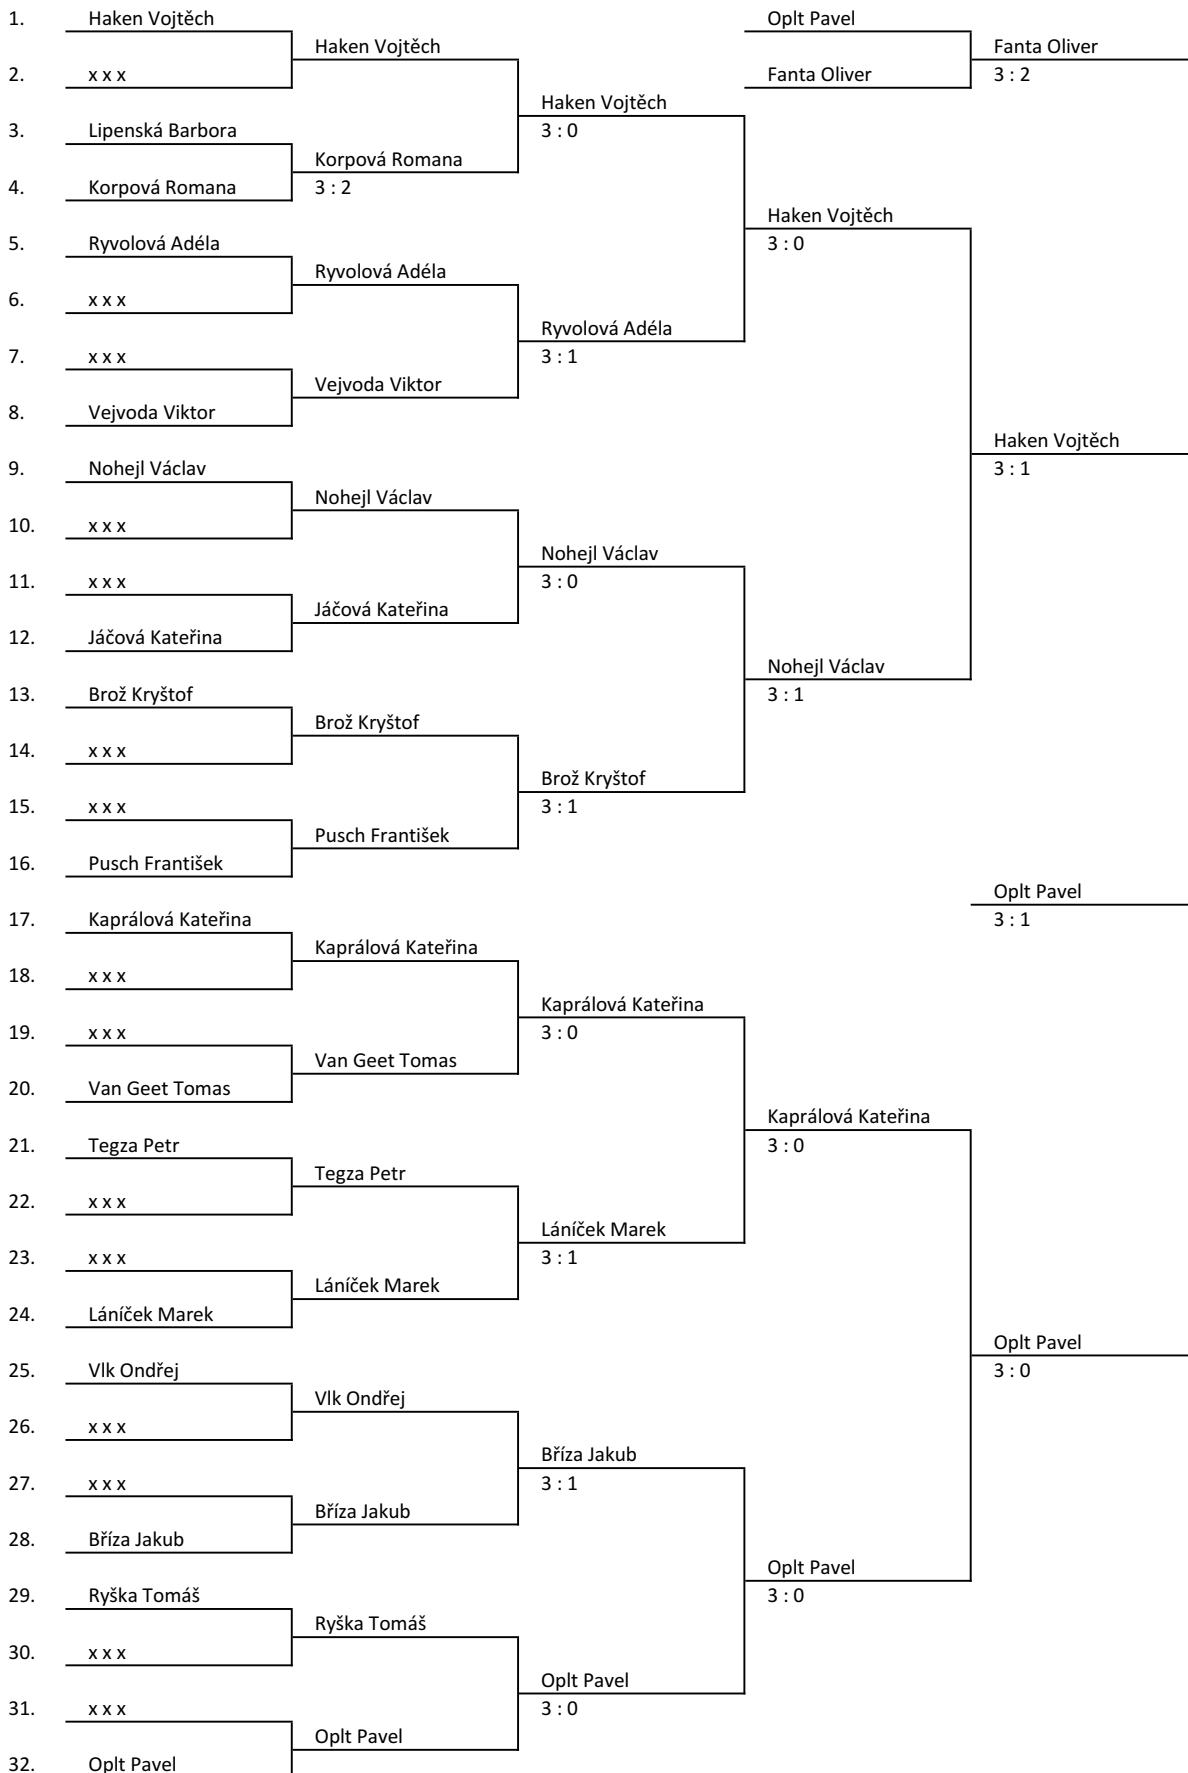 1. Haken Vojtěch Oplt Pavel
Haken Vojtěch Fanta Oliver
2. x x x Fanta Oliver 3 : 2
Haken Vojtěch
3. Lipenská Barbora 3 : 0
Korpová Romana
4. Korpová Romana 3 : 2
Haken Vojtěch
5. Ryvolová Adéla 3 : 0
Ryvolová Adéla
6. x x x
Ryvolová Adéla
7. x x x 3 : 1
Vejvoda Viktor
8. Vejvoda Viktor
Haken Vojtěch
9. Nohejl Václav 3 : 1
Nohejl Václav
10. x x x
Nohejl Václav
11. x x x 3 : 0
Jáčová Kateřina
12. Jáčová Kateřina
Nohejl Václav
13. Brož Kryštof 3 : 1
Brož Kryštof
14. x x x
Brož Kryštof
15. x x x 3 : 1
Pusch František
16. Pusch František
Oplt Pavel
17. Kaprálová Kateřina 3 : 1
Kaprálová Kateřina
18. x x x
Kaprálová Kateřina
19. x x x 3 : 0
Van Geet Tomas
20. Van Geet Tomas
Kaprálová Kateřina
21. Tegza Petr 3 : 0
Tegza Petr
22. x x x
Láníček Marek
23. x x x 3 : 1
Láníček Marek
24. Láníček Marek
Oplt Pavel
25. Vlk Ondřej 3 : 0
Vlk Ondřej
26. x x x
Bříza Jakub
27. x x x 3 : 1
Bříza Jakub
28. Bříza Jakub
Oplt Pavel
29. Ryška Tomáš 3 : 0
Ryška Tomáš
30. x x x
Oplt Pavel
31. x x x 3 : 0
Oplt Pavel
32. Oplt Pavel